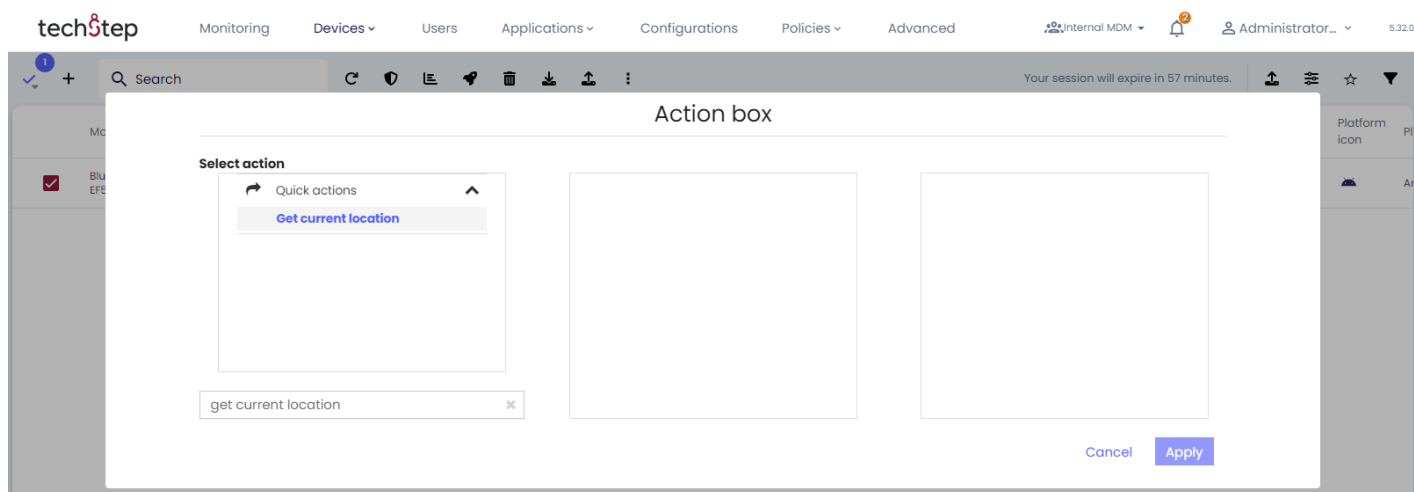 techstep
Monitoring
Devices
Users
Applications
Configurations
Policies
Advanced
Internal MDM
2
Administrator...
5.32.0
1
Search
Your session will expire in 57 minutes.
Action box
Platform
icon
Select action
Quick actions
Get current location
get current location
Cancel
Apply